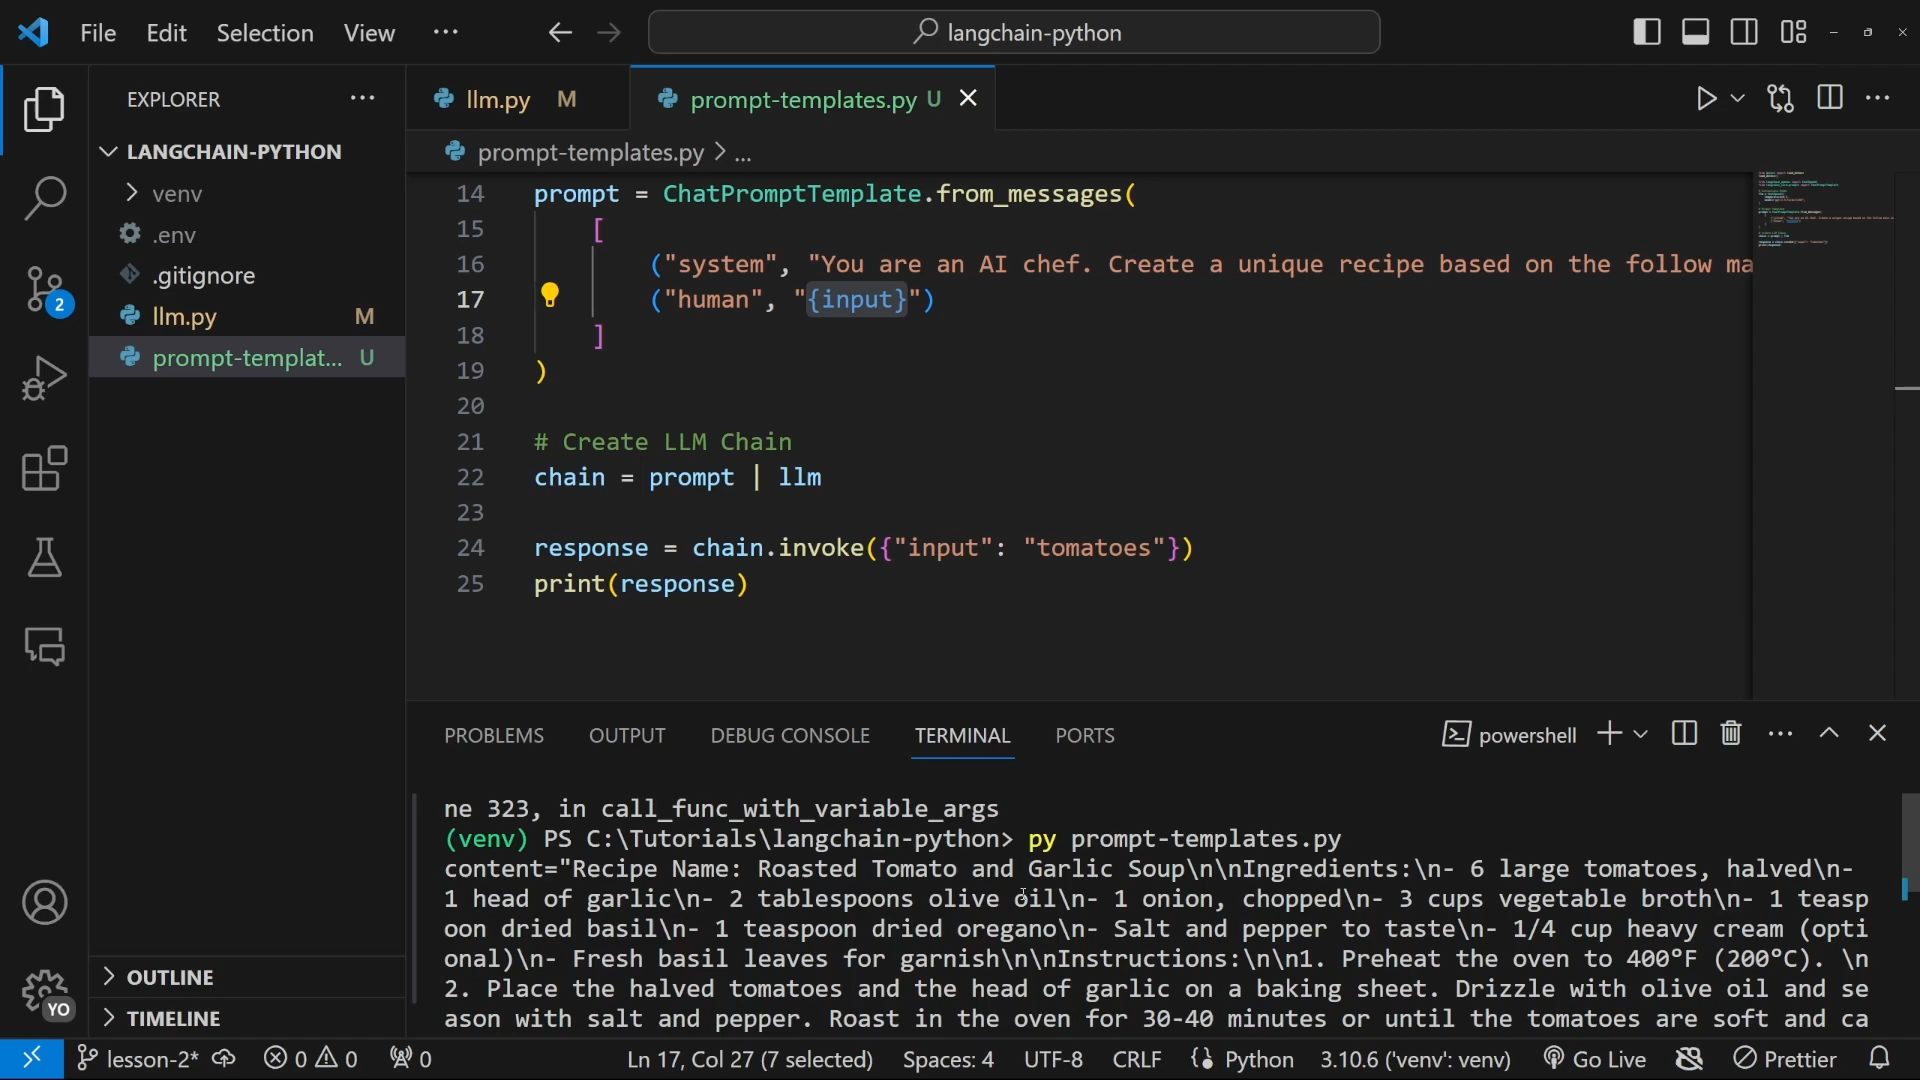 File Edit Selection View ··· langchain-python
EXPLORER ···
LANGCHAIN-PYTHON
venv
.env
.gitignore
llm.py M
prompt-templat... U
OUTLINE
TIMELINE
2
YO
llm.py M prompt-templates.py U
prompt-templates.py > ...
14 prompt = ChatPromptTemplate.from_messages(
15 [
16 ("system", "You are an AI chef. Create a unique recipe based on the follow ma
17 ("human", "{input}")
18 ]
19 )
20
21 # Create LLM Chain
22 chain = prompt | llm
23
24 response = chain.invoke({"input": "tomatoes"})
25 print(response)
PROBLEMS OUTPUT DEBUG CONSOLE TERMINAL PORTS powershell
ne 323, in call_func_with_variable_args
(venv) PS C:\Tutorials\langchain-python> py prompt-templates.py
content="Recipe Name: Roasted Tomato and Garlic Soup\n\nIngredients:\n- 6 large tomatoes, halved\n-
1 head of garlic\n- 2 tablespoons olive oil\n- 1 onion, chopped\n- 3 cups vegetable broth\n- 1 teasp
oon dried basil\n- 1 teaspoon dried oregano\n- Salt and pepper to taste\n- 1/4 cup heavy cream (opti
onal)\n- Fresh basil leaves for garnish\n\nInstructions:\n\n1. Preheat the oven to 400°F (200°C). \n
2. Place the halved tomatoes and the head of garlic on a baking sheet. Drizzle with olive oil and se
ason with salt and pepper. Roast in the oven for 30-40 minutes or until the tomatoes are soft and ca
lesson-2* 0 0 0 Ln 17, Col 27 (7 selected) Spaces: 4 UTF-8 CRLF Python 3.10.6 ('venv': venv) Go Live Prettier